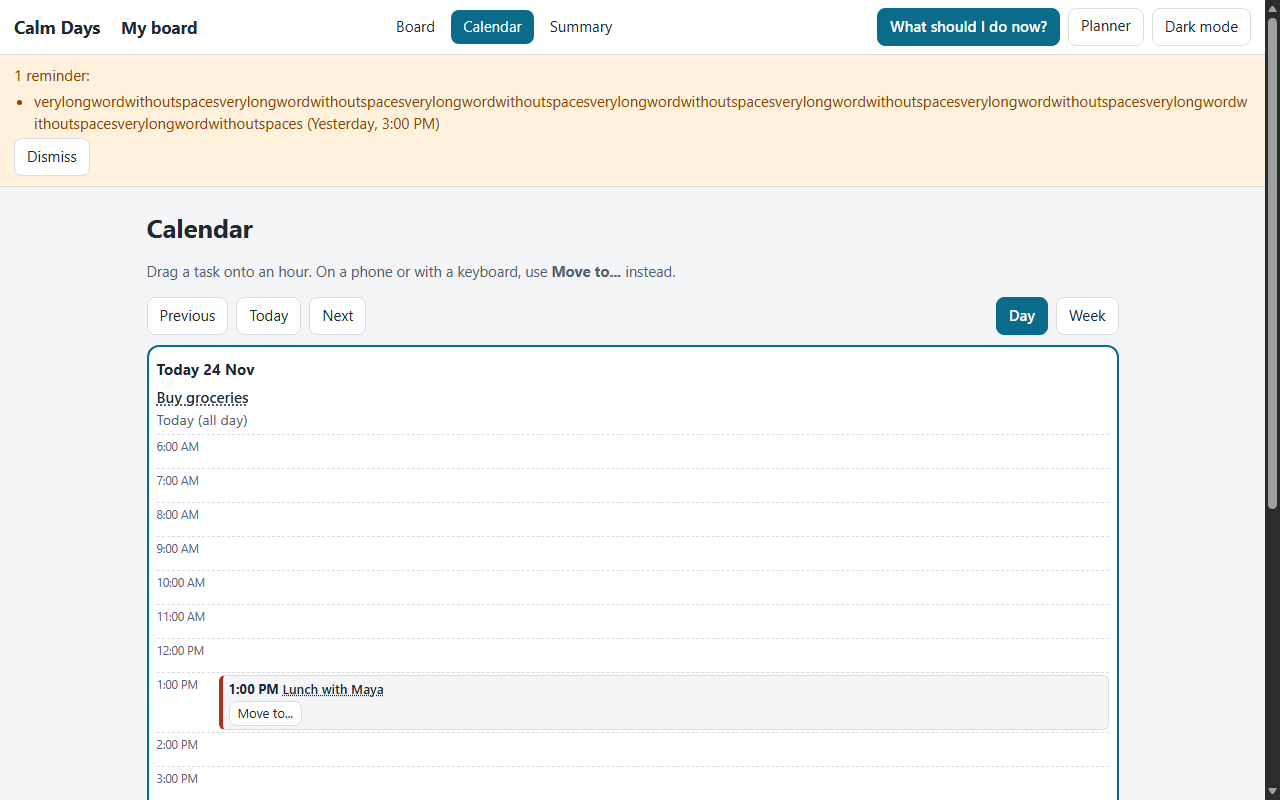 Calm Days My board Board Calendar Summary What should I do now? Planner Dark mode
1 reminder:
• verylongwordwithoutspacesverylongwordwithoutspacesverylongwordwithoutspacesverylongwordwithoutspacesverylongwordwithoutspacesverylongwordwithoutspacesverylongwordw
ithoutspacesverylongwordwithoutspaces (Yesterday, 3:00 PM)
Dismiss
Calendar
Drag a task onto an hour. On a phone or with a keyboard, use Move to... instead.
Previous Today Next Day Week
Today 24 Nov
Buy groceries
Today (all day)
6:00 AM
7:00 AM
8:00 AM
9:00 AM
10:00 AM
11:00 AM
12:00 PM
1:00 PM 1:00 PM Lunch with Maya
Move to...
2:00 PM
3:00 PM